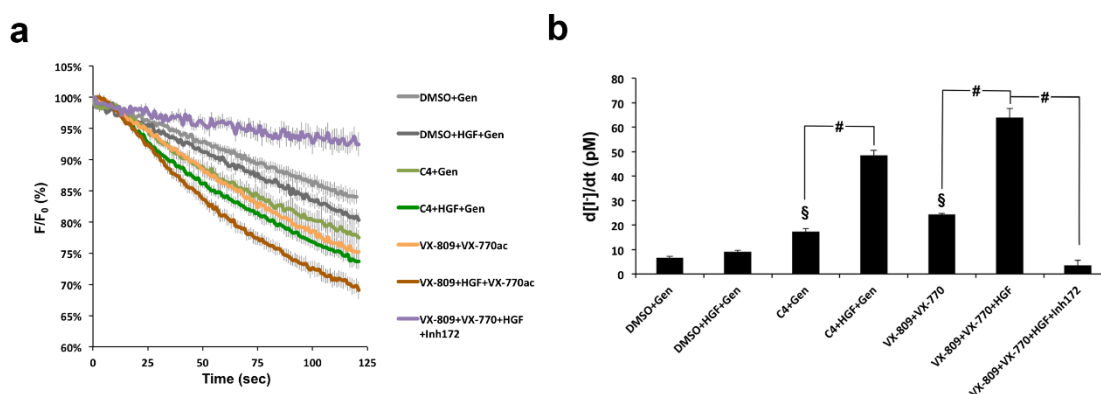 a
105%
100%
95%
90%
85%
80%
75%
70%
65%
60%
F/F0 (%)
0
25
50
75
100
125
Time (sec)
DMSO+Gen
DMSO+HGF+Gen
C4+Gen
C4+HGF+Gen
VX-809+VX-770ac
VX-809+HGF+VX-770ac
VX-809+VX-770+HGF
+Inh172
b
80
70
60
50
40
30
20
10
0
d[I-]/dt (pM)
§
#
§
#
#
DMSO+Gen
DMSO+HGF+Gen
C4+Gen
C4+HGF+Gen
VX-809+VX-770
VX-809+VX-770+HGF
VX-809+VX-770+HGF+Inh172